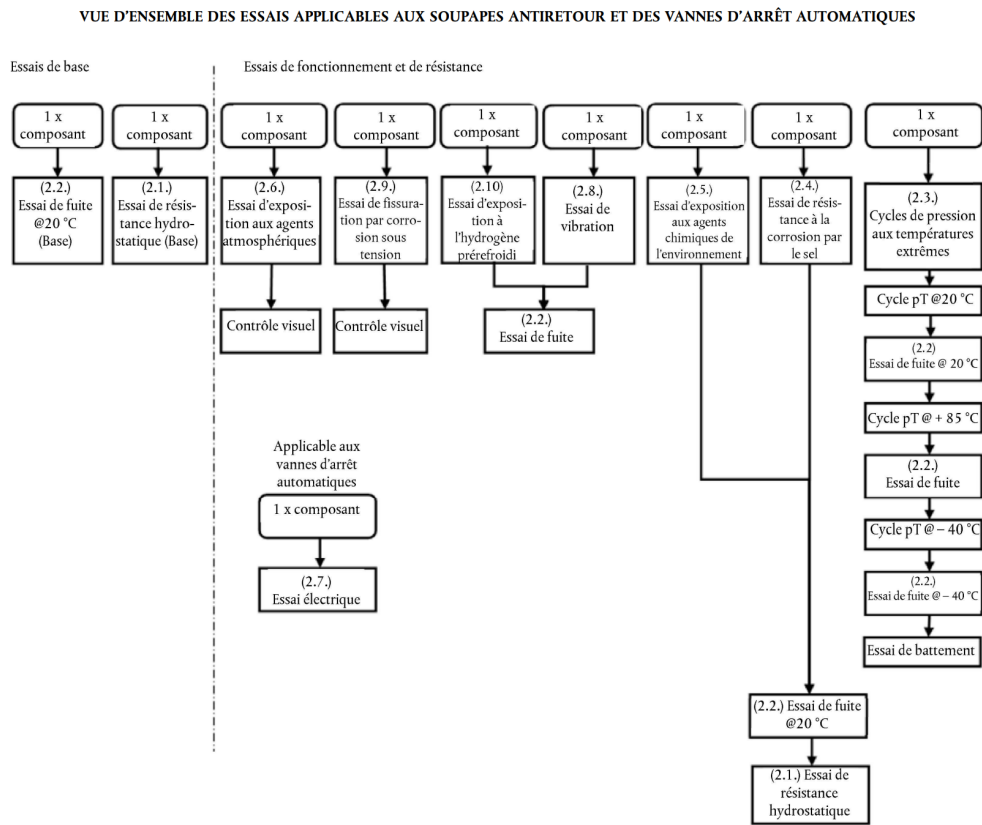 VUE D'ENSEMBLE DES ESSAIS APPLICABLES AUX SOUPAPES ANTIRETOUR ET DES VANNES D'ARRÊT AUTOMATIQUES
Essais de base
Essais de fonctionnement et de résistance
1 x
composant
1 x
composant
1 x
composant
1 x
composant
1 x
composant
1 x
composant
1 x
composant
1 x
composant
1 x
composant
(2.2.)
Essai de fuite
@20 °C
(Base)
(2.1.)
Essai de résis-
tance hydro-
statique (Base)
(2.6.)
Essai d'exposition
aux agents
atmosphériques
(2.9.)
Essai de fissura-
tion par corro-
sion sous
tension
(2.10)
Essai d'exposition
à
l'hydrogène
prérefroidi
(2.8.)
Essai de
vibration
(2.5.)
Essai d'exposition
aux agents
chimiques de
l'environnement
(2.4.)
Essai de résis-
tance à la
corrosion par
le sel
(2.3.)
Cycles de pression
aux températures
extrêmes
Contrôle visuel
Contrôle visuel
(2.2.)
Essai de fuite
Cycle pT @20 °C
(2.2)
Essai de fuite @ 20 °C
Cycle pT @ + 85 °C
(2.2.)
Essai de fuite
Cycle pT @ – 40 °C
(2.2.)
Essai de fuite @ – 40 °C
Essai de battement
Applicable aux
vannes d'arrêt
automatiques
1 x composant
(2.7.)
Essai électrique
(2.2.) Essai de fuite
@20 °C
(2.1.) Essai de
résistance
hydrostatique